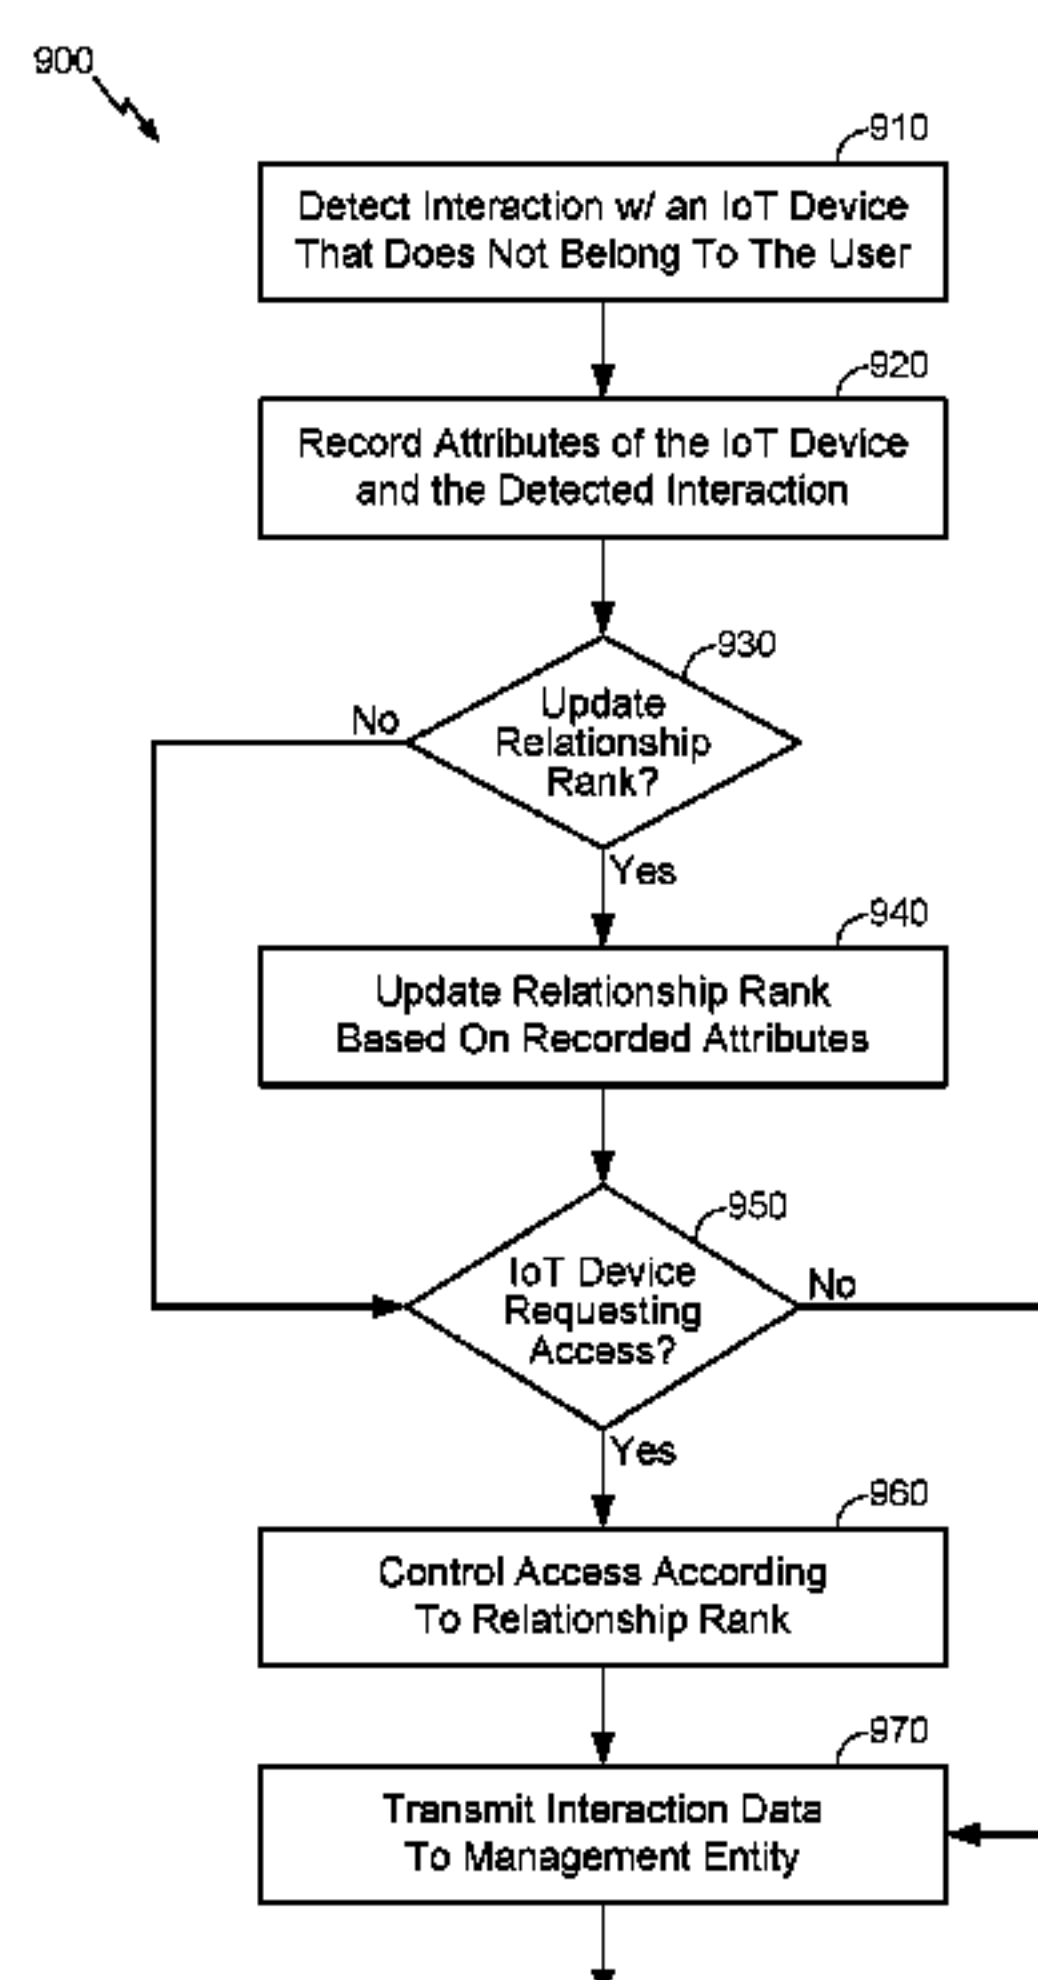 900
910
Detect Interaction w/ an IoT Device
That Does Not Belong To The User
920
Record Attributes of the IoT Device
and the Detected Interaction
930
Update
Relationship
Rank?
No
Yes
940
Update Relationship Rank
Based On Recorded Attributes
950
IoT Device
Requesting
Access?
No
Yes
960
Control Access According
To Relationship Rank
970
Transmit Interaction Data
To Management Entity